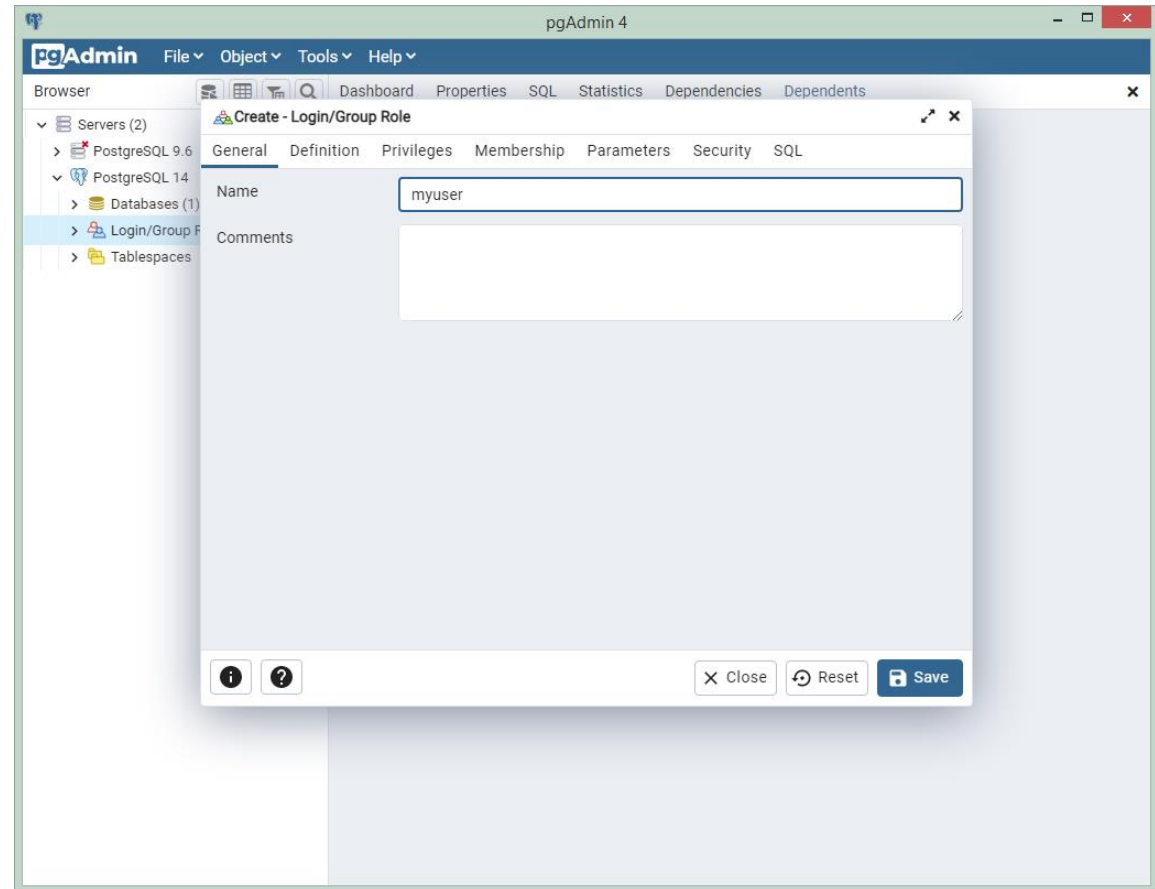 pgAdmin 4
pgAdmin File Object Tools Help
Browser Dashboard Properties SQL Statistics Dependencies Dependents
Servers (2)
PostgreSQL 9.6
PostgreSQL 14
Databases (1)
Login/Group R
Tablespaces
Create - Login/Group Role
General Definition Privileges Membership Parameters Security SQL
Name myuser
Comments
Close Reset Save